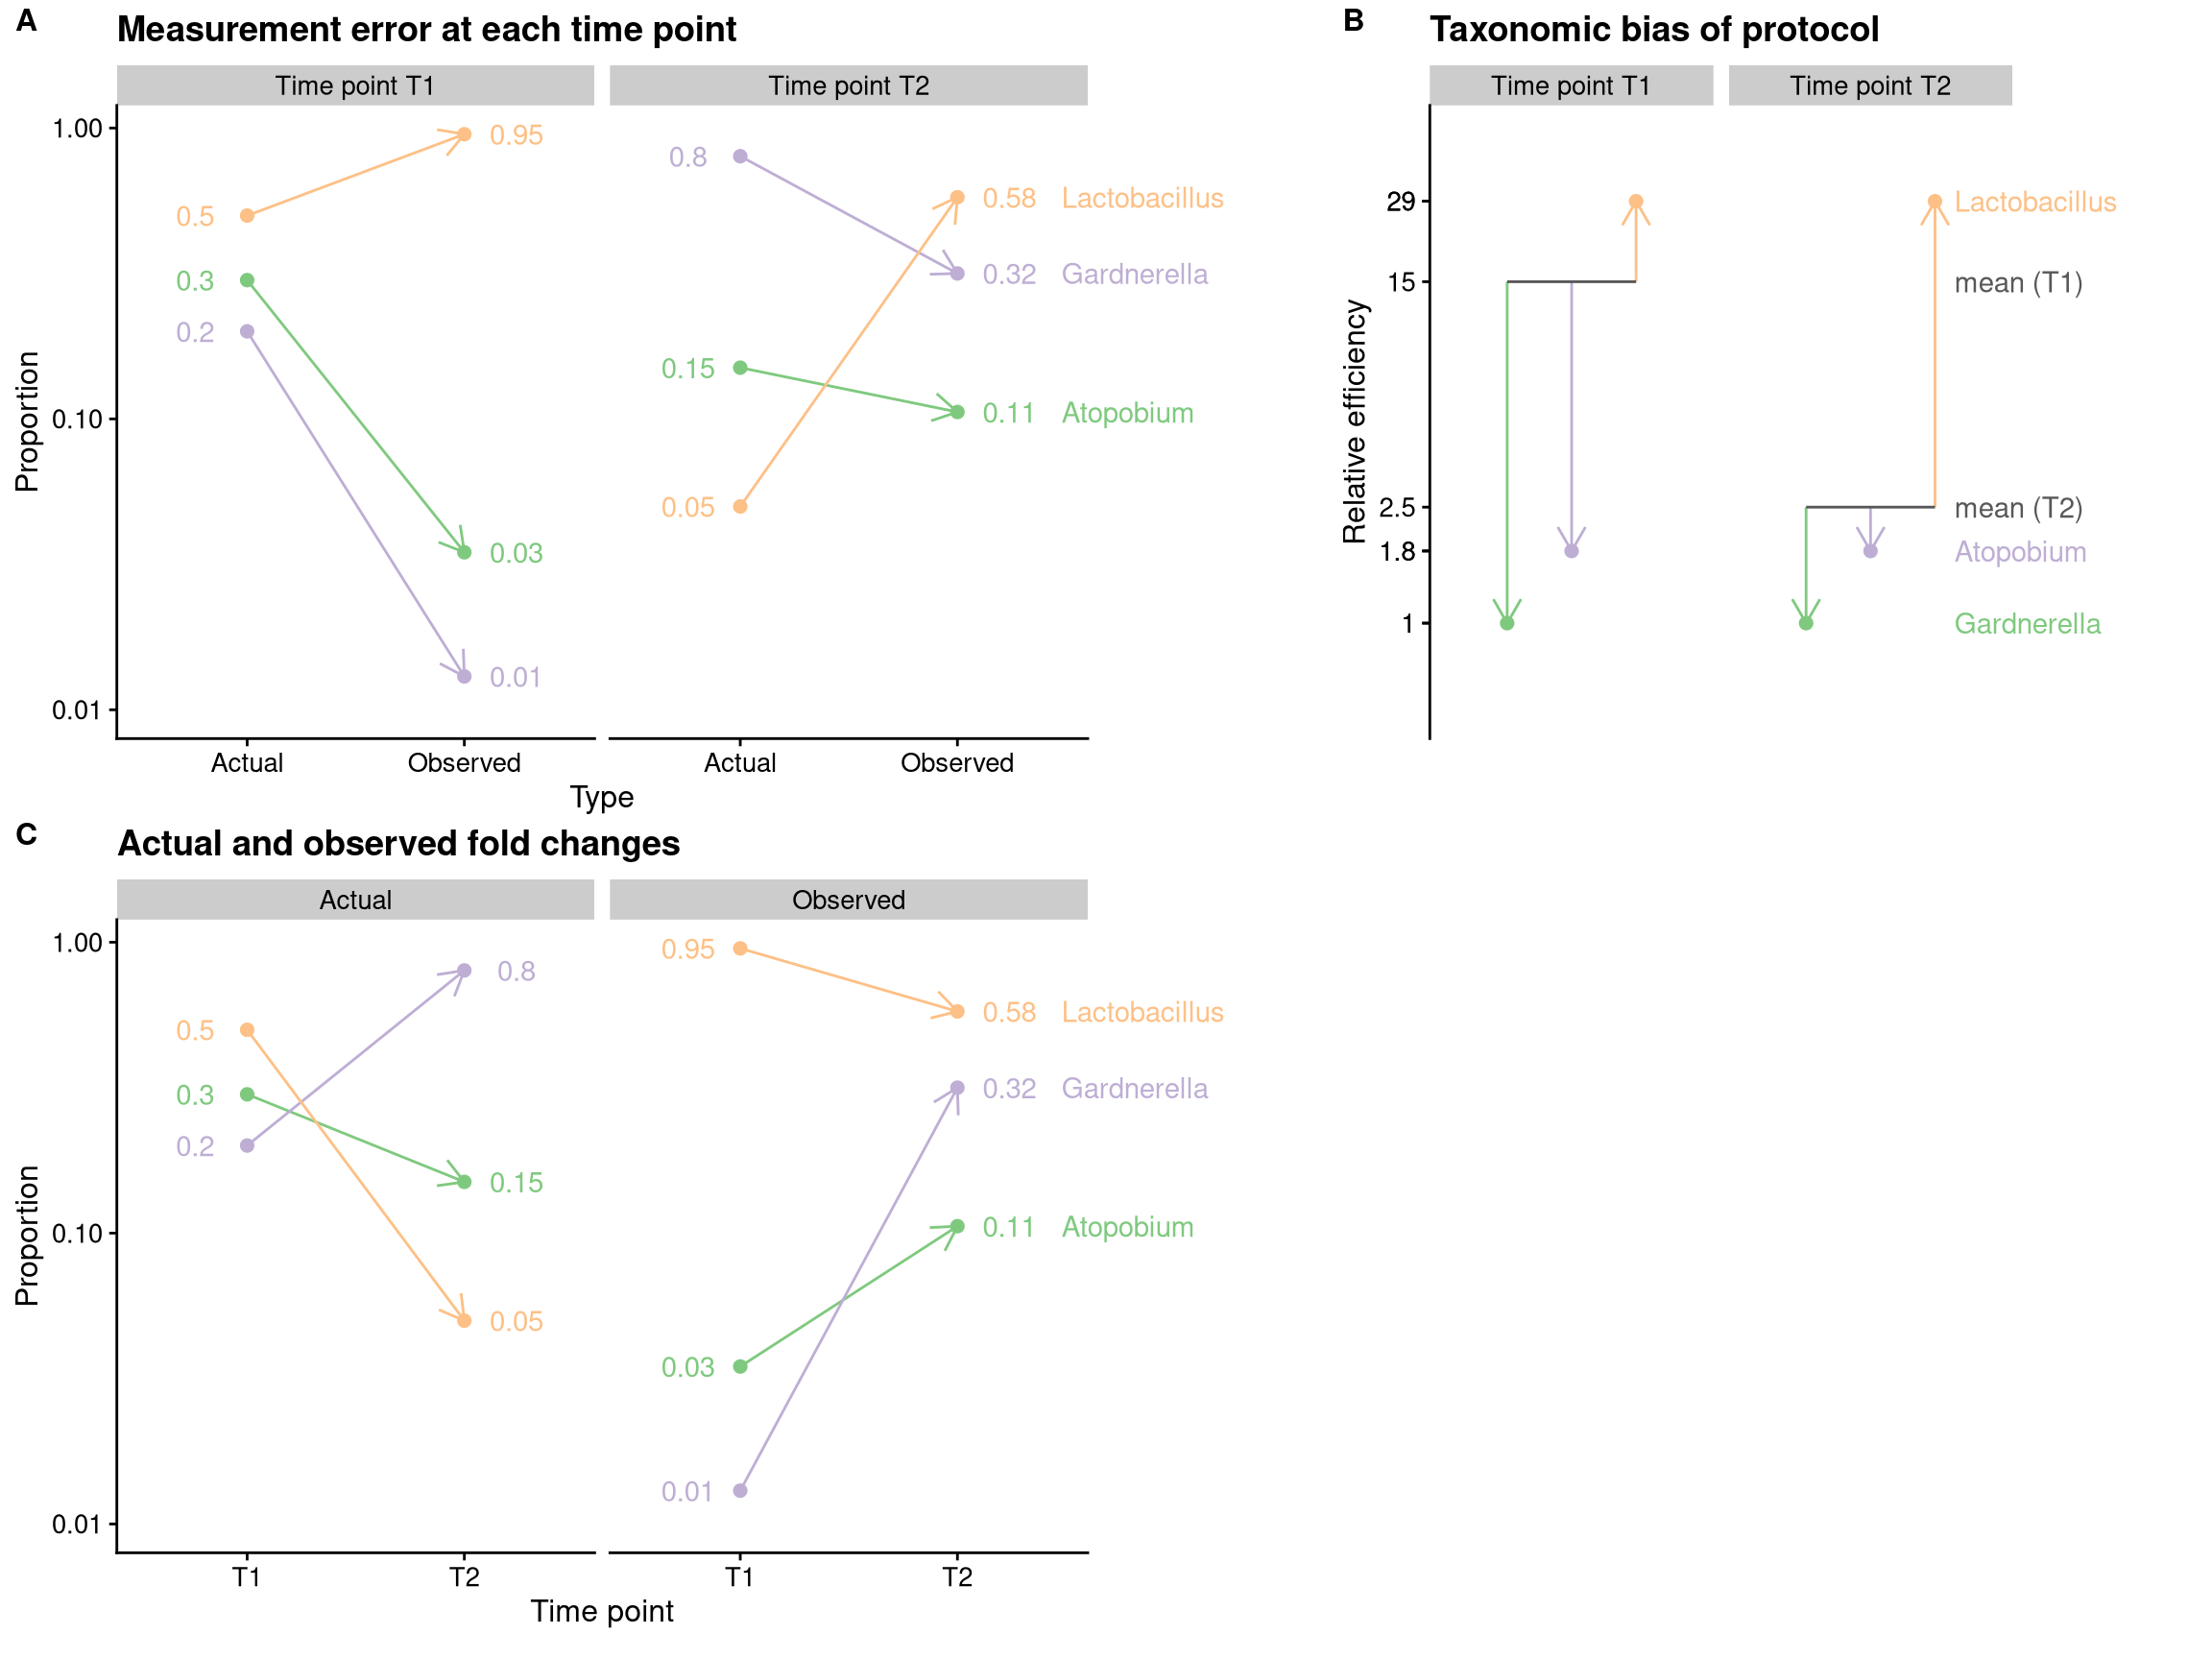 A
Measurement error at each time point
Time point T1
Time point T2
Proportion
1.00
0.10
0.01
0.5
0.3
0.2
0.95
0.03
0.01
0.8
0.15
0.05
0.58 Lactobacillus
0.32 Gardnerella
0.11 Atopobium
Actual
Observed
Actual
Observed
Type
B
Taxonomic bias of protocol
Time point T1
Time point T2
Relative efficiency
29
15
2.5
1.8
1
Lactobacillus
mean (T1)
mean (T2)
Atopobium
Gardnerella
C
Actual and observed fold changes
Actual
Observed
Proportion
1.00
0.10
0.01
0.5
0.3
0.2
0.8
0.15
0.05
0.95
0.03
0.01
0.58 Lactobacillus
0.32 Gardnerella
0.11 Atopobium
T1
T2
T1
T2
Time point